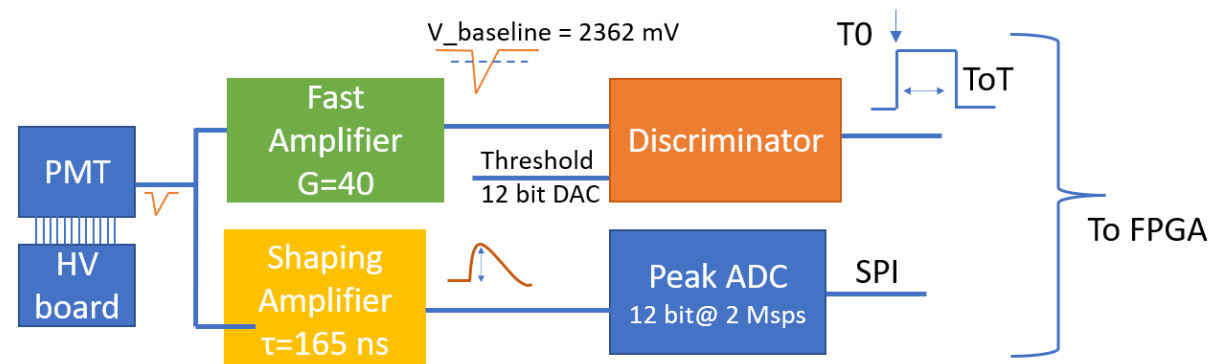 V_baseline = 2362 mV
T0
ToT
Fast
Amplifier
G=40
Discriminator
PMT
Threshold
12 bit DAC
To FPGA
HV
board
Shaping
Amplifier
τ=165 ns
Peak ADC
12 bit@ 2 Msps
SPI